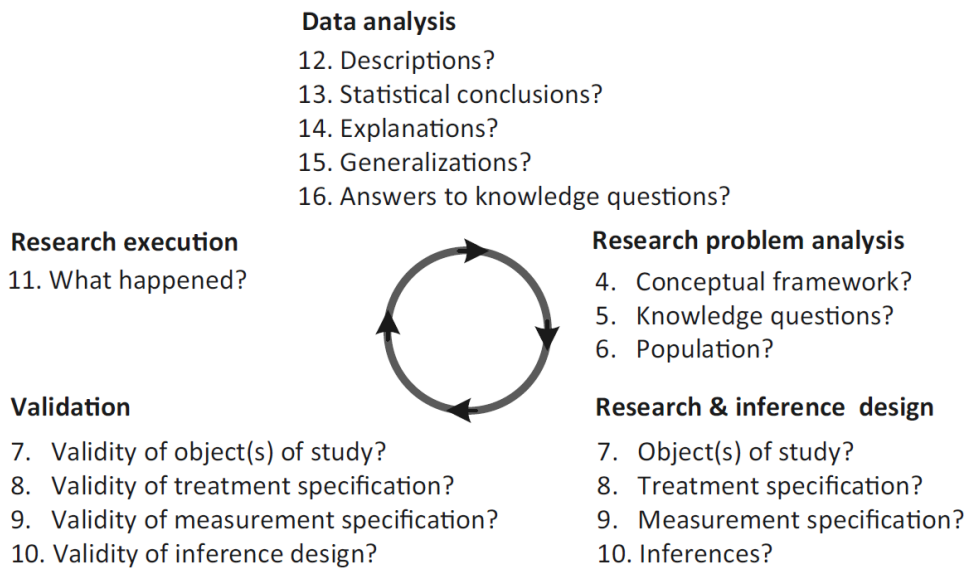 Data analysis
12. Descriptions?
13. Statistical conclusions?
14. Explanations?
15. Generalizations?
16. Answers to knowledge questions?
Research execution
11. What happened?
Research problem analysis
4. Conceptual framework?
5. Knowledge questions?
6. Population?
Validation
7. Validity of object(s) of study?
8. Validity of treatment specification?
9. Validity of measurement specification?
10. Validity of inference design?
Research & inference design
7. Object(s) of study?
8. Treatment specification?
9. Measurement specification?
10. Inferences?